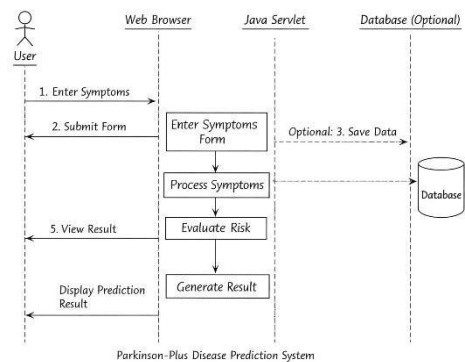 Web Browser
Java Servlet
Database (Optional)
User
1. Enter Symptoms
2. Submit Form
Enter Symptoms
Form
Optional: 3. Save Data
Process Symptoms
Database
5. View Result
Evaluate Risk
Display Prediction
Result
Generate Result
Parkinson-Plus Disease Prediction System